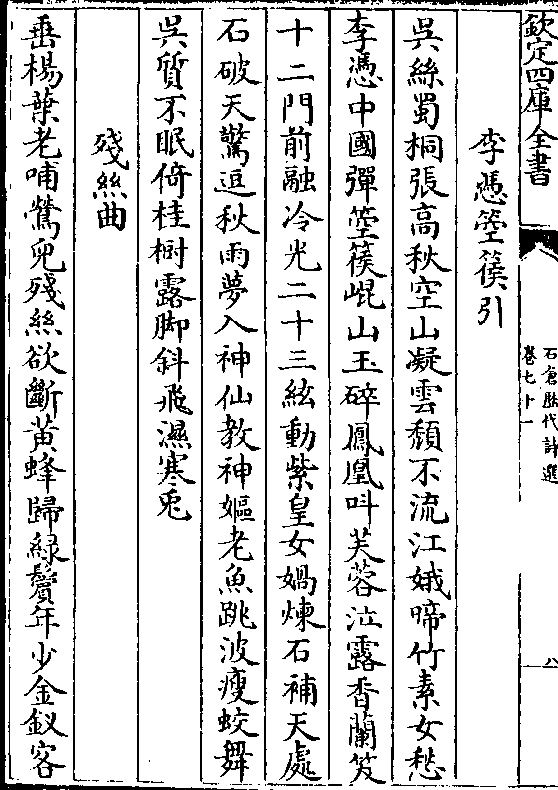 欽定四庫全書
石倉歷代詩選
卷七十一
八
李憑箜篌引
吳絲蜀桐張高秋空山凝雲頽不流江娥啼竹素女愁
李憑中國彈箜篌崐山玉碎鳳凰叫芙蓉泣露香蘭笑
十二門前融冷光二十三絃動紫皇女媧煉石補天處
石破天驚逗秋雨夢入神仙教神嫗老魚跳波瘦蛟舞
吳質不眠倚桂樹露脚斜飛濕寒兎
殘絲曲
垂楊葉老哺鶯兒殘絲欲斷黄蜂歸緑鬢年少金釵客